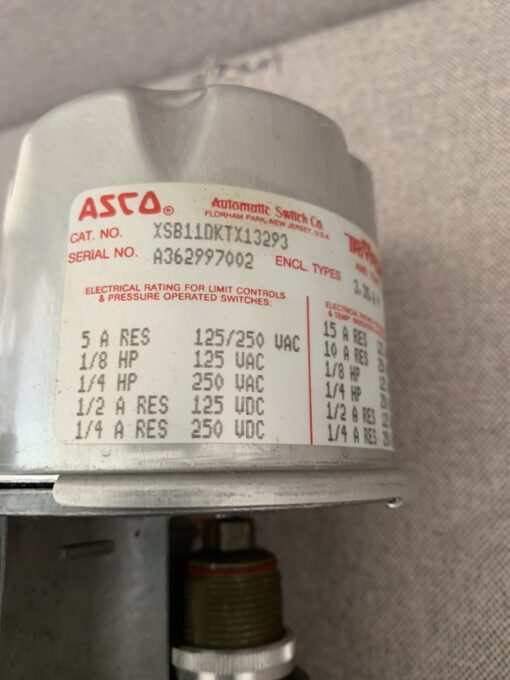 ASCO®
Automatic Switch Co.
FLORHAM PARK, NEW JERSEY, U.S.A.
CAT. NO. XSB11DKTX13293
SERIAL NO. A362997002 ENCL. TYPES
ELECTRICAL RATING FOR LIMIT CONTROLS
& PRESSURE OPERATED SWITCHES:
5 A RES 125/250 VAC
1/8 HP 125 VAC
1/4 HP 250 VAC
1/2 A RES 125 VDC
1/4 A RES 250 VDC
ELECTRICAL
& TEMP.
15 A RES
10 A RES
1/8 HP
1/4 HP
1/2 A RES
1/4 A RES